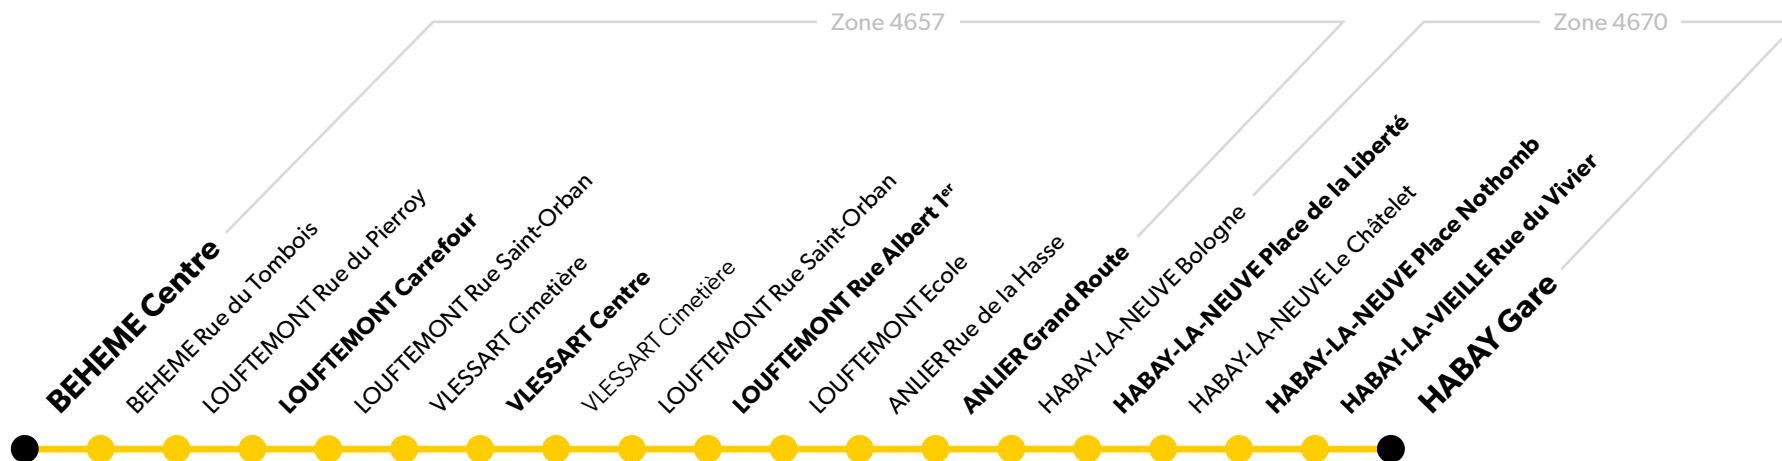 Zone 4657
Zone 4670
BEHEME Centre
BEHEME Rue du Tombois
LOUFTEMONT Rue du Pierroy
LOUFTEMONT Carrefour
LOUFTEMONT Rue Saint-Orban
VLESSART Cimetière
VLESSART Centre
VLESSART Cimetière
LOUFTEMONT Rue Saint-Orban
LOUFTEMONT Rue Albert 1er
LOUFTEMONT Ecole
ANLIER Rue de la Hasse
ANLIER Grand Route
HABAY-LA-NEUVE Bologne
HABAY-LA-NEUVE Place de la Liberté
HABAY-LA-NEUVE Le Châtelet
HABAY-LA-NEUVE Place Nothomb
HABAY-LA-VIEILLE Rue du Vivier
HABAY Gare